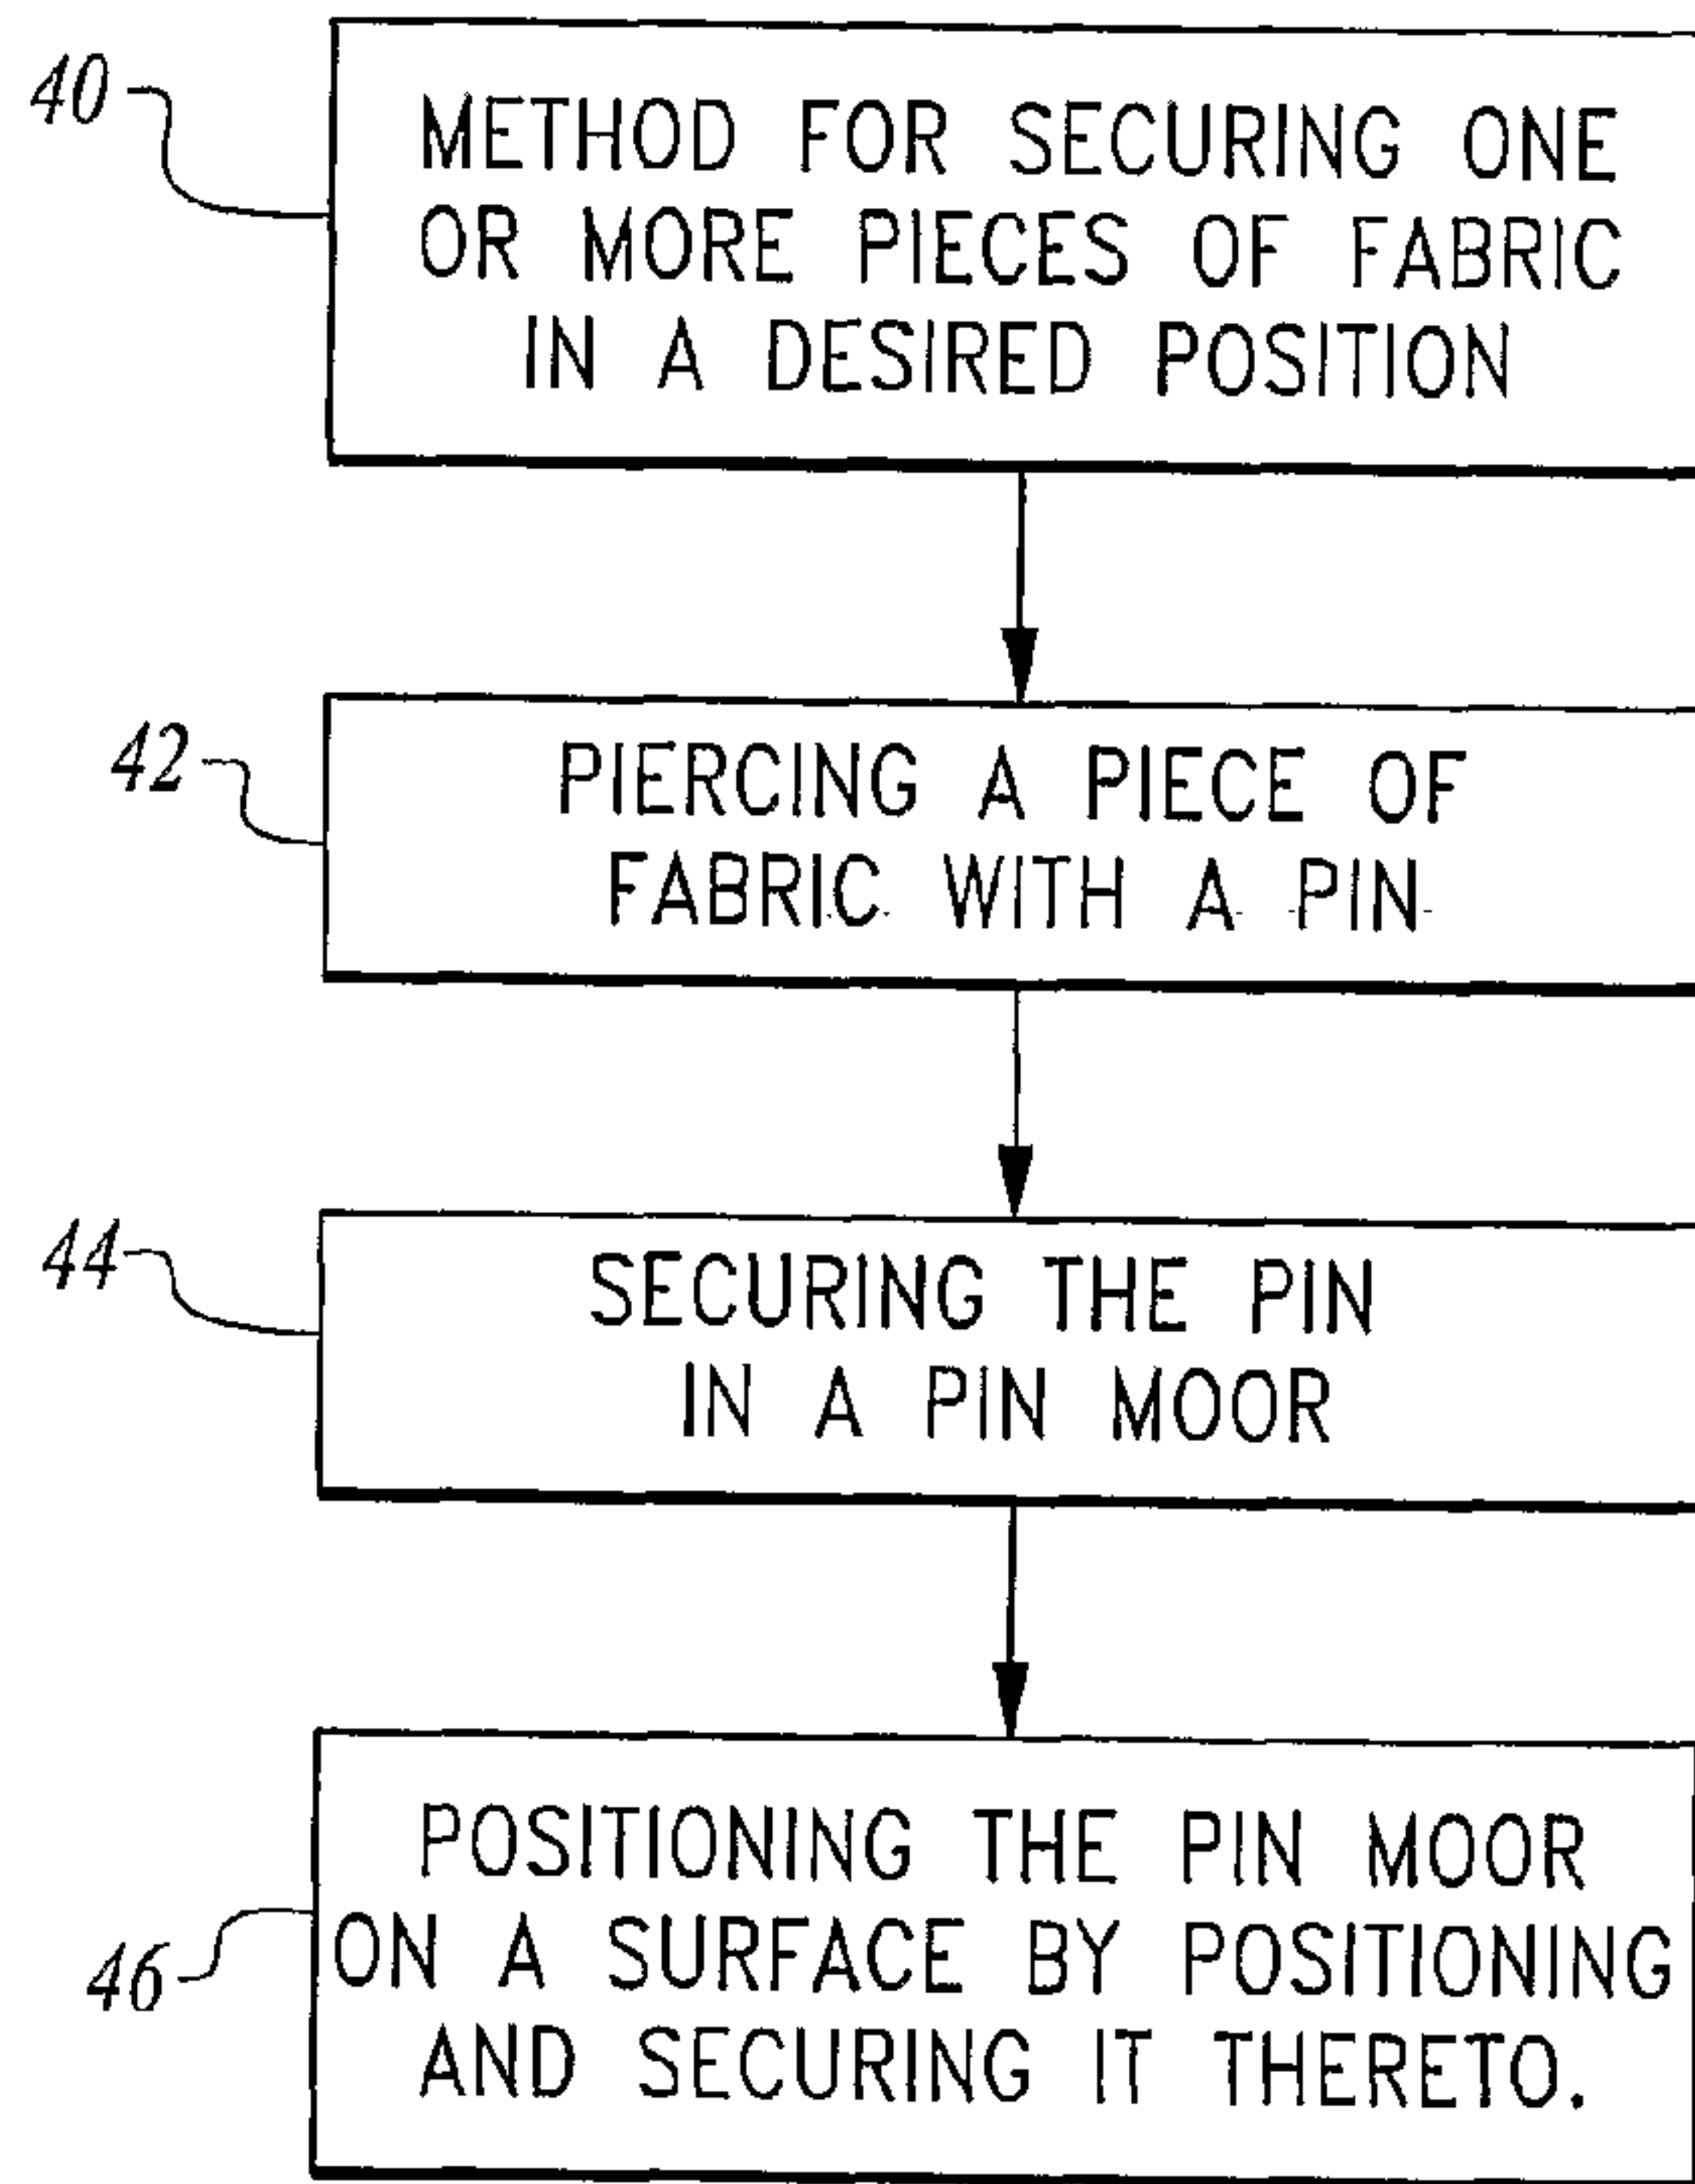 40
METHOD FOR SECURING ONE
OR MORE PIECES OF FABRIC
IN A DESIRED POSITION
42
PIERCING A PIECE OF
FABRIC WITH A PIN
44
SECURING THE PIN
IN A PIN MOOR
46
POSITIONING THE PIN MOOR
ON A SURFACE BY POSITIONING
AND SECURING IT THERETO.